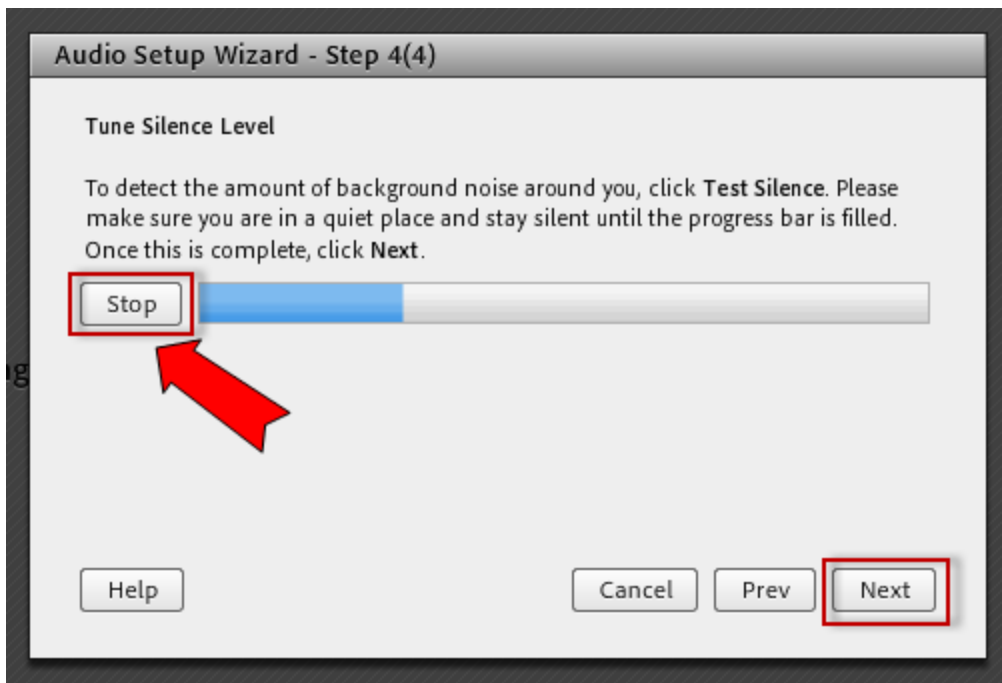 Audio Setup Wizard - Step 4(4)
Tune Silence Level
To detect the amount of background noise around you, click Test Silence. Please
make sure you are in a quiet place and stay silent until the progress bar is filled.
Once this is complete, click Next.
Stop
Help
Cancel
Prev
Next